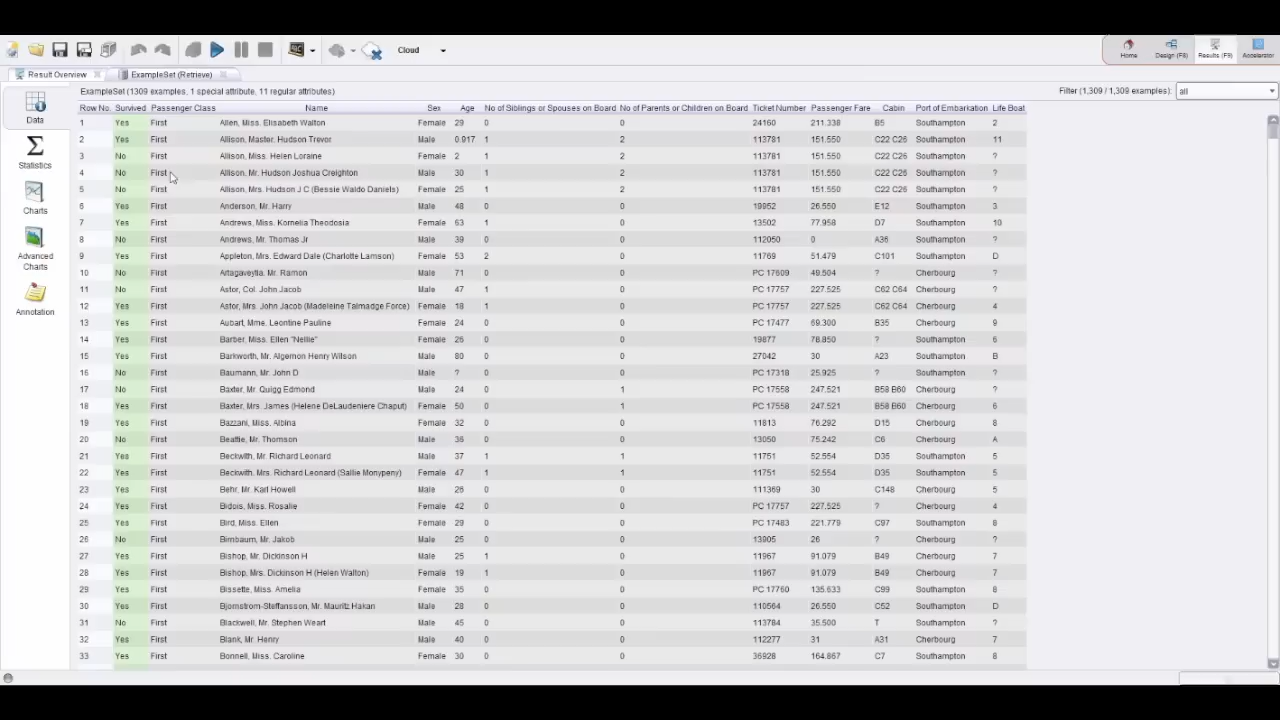 Cloud
Home Design (F8) Results (F9) Accelerator
Result Overview ExampleSet (Retrieve)
ExampleSet (1309 examples, 1 special attribute, 11 regular attributes) Filter (1,309 / 1,309 examples): all
Data
Statistics
Charts
Advanced
Charts
Annotation
Row No. Survived Passenger Class Name Sex Age No of Siblings or Spouses on Board No of Parents or Children on Board Ticket Number Passenger Fare Cabin Port of Embarkation Life Boat
1 Yes First Allen, Miss. Elisabeth Walton Female 29 0 0 24160 211.338 B5 Southampton 2
2 Yes First Allison, Master. Hudson Trevor Male 0.917 1 2 113781 151.550 C22 C26 Southampton 11
3 No First Allison, Miss. Helen Loraine Female 2 1 2 113781 151.550 C22 C26 Southampton ?
4 No First Allison, Mr. Hudson Joshua Creighton Male 30 1 2 113781 151.550 C22 C26 Southampton ?
5 No First Allison, Mrs. Hudson J C (Bessie Waldo Daniels) Female 25 1 2 113781 151.550 C22 C26 Southampton ?
6 Yes First Anderson, Mr. Harry Male 48 0 0 19952 26.550 E12 Southampton 3
7 Yes First Andrews, Miss. Kornelia Theodosia Female 63 1 0 13502 77.958 D7 Southampton 10
8 No First Andrews, Mr. Thomas Jr Male 39 0 0 112050 0 A36 Southampton ?
9 Yes First Appleton, Mrs. Edward Dale (Charlotte Lamson) Female 53 2 0 11769 51.479 C101 Southampton D
10 No First Artagaveytia, Mr. Ramon Male 71 0 0 PC 17609 49.504 ? Cherbourg ?
11 No First Astor, Col. John Jacob Male 47 1 0 PC 17757 227.525 C62 C64 Cherbourg ?
12 Yes First Astor, Mrs. John Jacob (Madeleine Talmadge Force) Female 18 1 0 PC 17757 227.525 C62 C64 Cherbourg 4
13 Yes First Aubart, Mme. Leontine Pauline Female 24 0 0 PC 17477 69.300 B35 Cherbourg 9
14 Yes First Barber, Miss. Ellen "Nellie" Female 26 0 0 19877 78.850 ? Southampton 6
15 Yes First Barkworth, Mr. Algernon Henry Wilson Male 80 0 0 27042 30 A23 Southampton B
16 No First Baumann, Mr. John D Male ? 0 0 PC 17318 25.925 ? Southampton ?
17 No First Baxter, Mr. Quigg Edmond Male 24 0 1 PC 17558 247.521 B58 B60 Cherbourg ?
18 Yes First Baxter, Mrs. James (Helene DeLaudeniere Chaput) Female 50 0 1 PC 17558 247.521 B58 B60 Cherbourg 6
19 Yes First Bazzani, Miss. Albina Female 32 0 0 11813 76.292 D15 Cherbourg 8
20 No First Beattie, Mr. Thomson Male 36 0 0 13050 75.242 C6 Cherbourg A
21 Yes First Beckwith, Mr. Richard Leonard Male 37 1 1 11751 52.554 D35 Southampton 5
22 Yes First Beckwith, Mrs. Richard Leonard (Sallie Monypeny) Female 47 1 1 11751 52.554 D35 Southampton 5
23 Yes First Behr, Mr. Karl Howell Male 26 0 0 111369 30 C148 Cherbourg 5
24 Yes First Bidois, Miss. Rosalie Female 42 0 0 PC 17757 227.525 ? Cherbourg 4
25 Yes First Bird, Miss. Ellen Female 29 0 0 PC 17483 221.779 C97 Southampton 8
26 No First Birnbaum, Mr. Jakob Male 25 0 0 13905 26 ? Cherbourg ?
27 Yes First Bishop, Mr. Dickinson H Male 25 1 0 11967 91.079 B49 Cherbourg 7
28 Yes First Bishop, Mrs. Dickinson H (Helen Walton) Female 19 1 0 11967 91.079 B49 Cherbourg 7
29 Yes First Bissette, Miss. Amelia Female 35 0 0 PC 17760 135.633 C99 Southampton 8
30 Yes First Bjornstrom-Steffansson, Mr. Mauritz Hakan Male 28 0 0 110564 26.550 C52 Southampton D
31 No First Blackwell, Mr. Stephen Weart Male 45 0 0 113784 35.500 T Southampton ?
32 Yes First Blank, Mr. Henry Male 40 0 0 112277 31 A31 Cherbourg 7
33 Yes First Bonnell, Miss. Caroline Female 30 0 0 36928 164.867 C7 Southampton 8